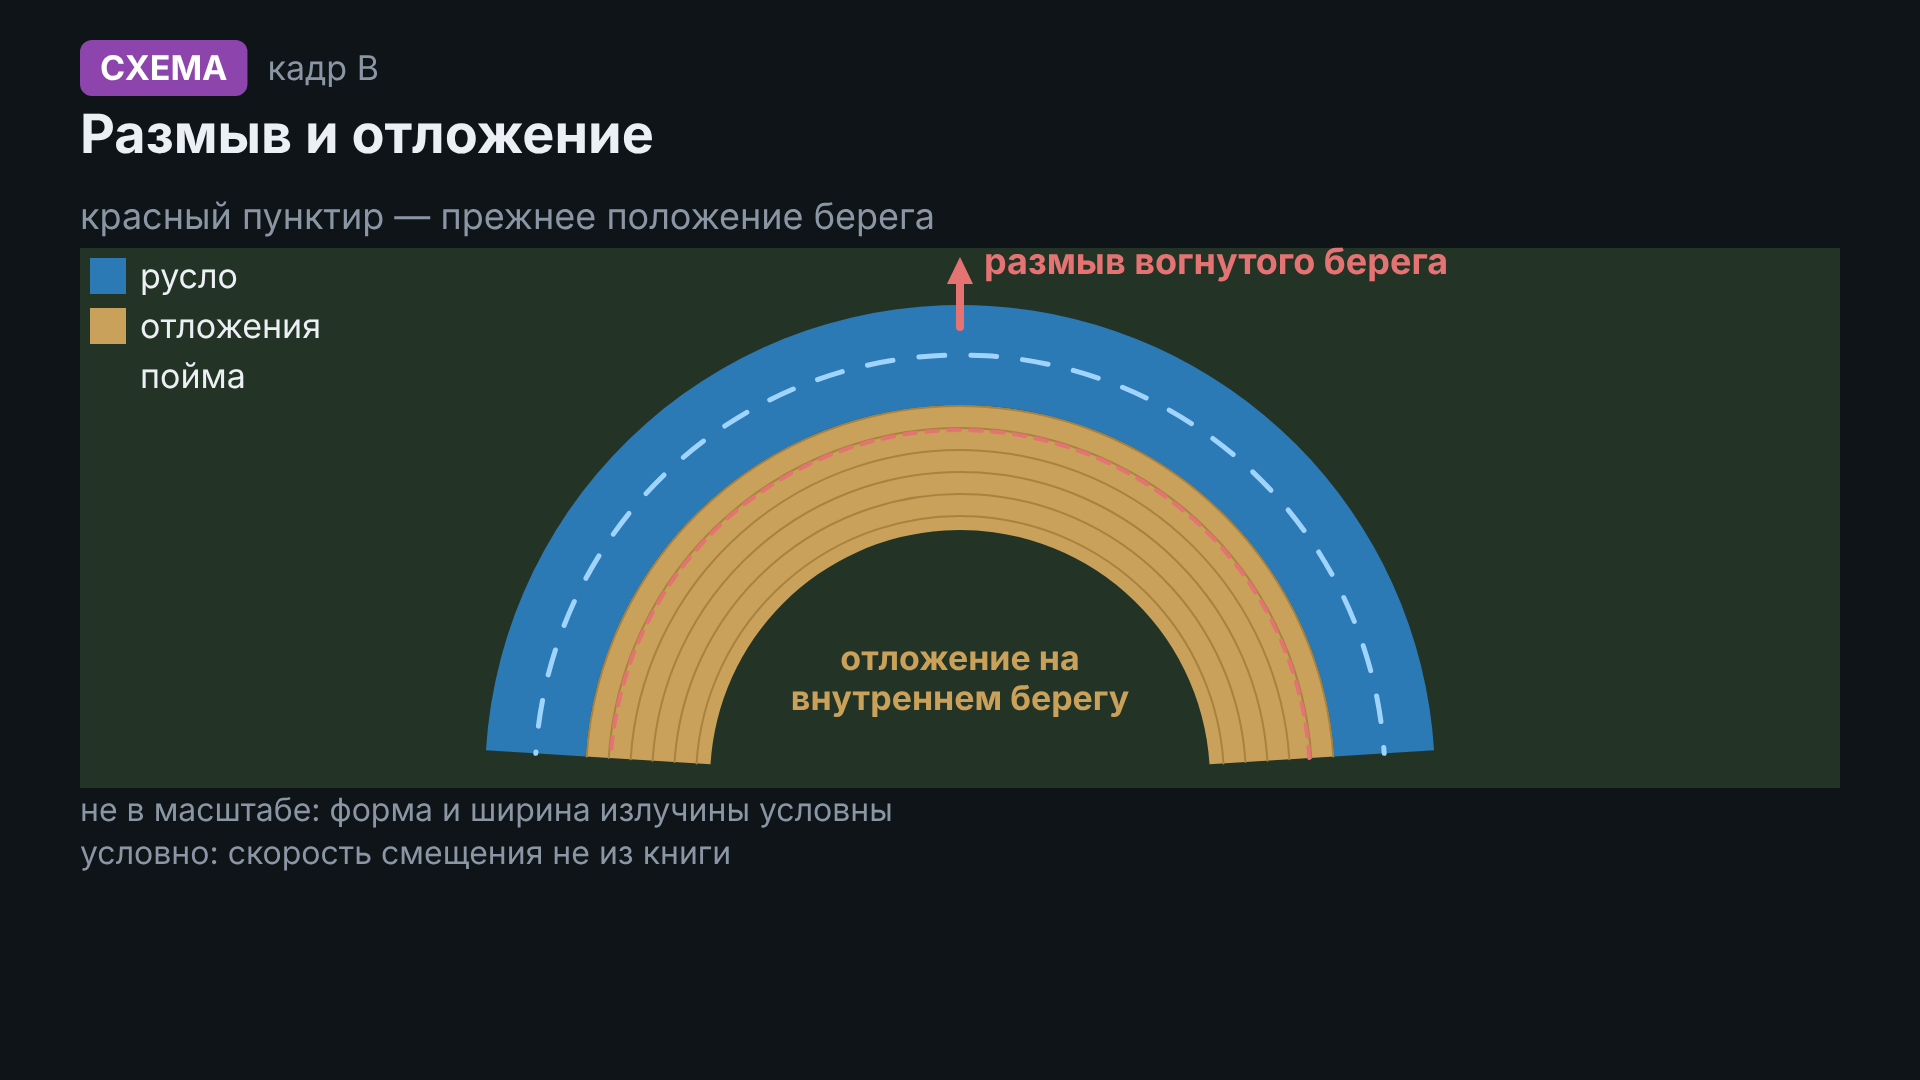 СХЕМА кадр B
Размыв и отложение
красный пунктир — прежнее положение берега
размыв вогнутого берега
русло
отложения
пойма
отложение на
внутреннем берегу
не в масштабе: форма и ширина излучины условны
условно: скорость смещения не из книги